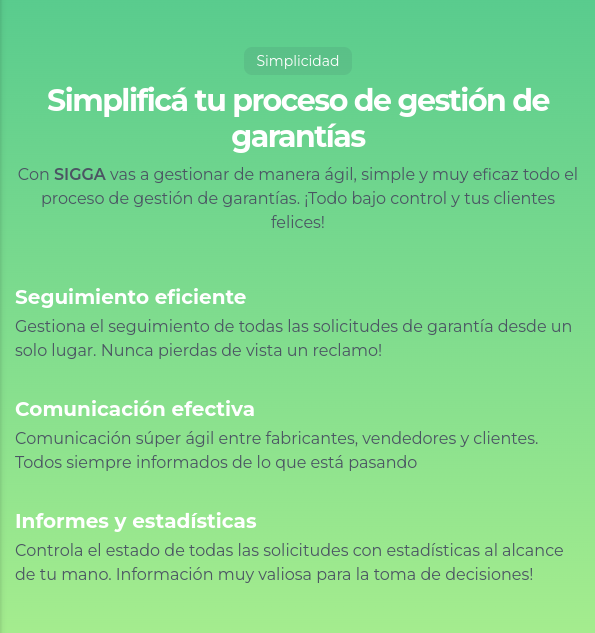 Simplicidad
Simplificá tu proceso de gestión de
garantías
Con SIGGA vas a gestionar de manera ágil, simple y muy eficaz todo el
proceso de gestión de garantías. ¡Todo bajo control y tus clientes
felices!
Seguimiento eficiente
Gestiona el seguimiento de todas las solicitudes de garantía desde un
solo lugar. Nunca pierdas de vista un reclamo!
Comunicación efectiva
Comunicación súper ágil entre fabricantes, vendedores y clientes.
Todos siempre informados de lo que está pasando
Informes y estadísticas
Controla el estado de todas las solicitudes con estadísticas al alcance
de tu mano. Información muy valiosa para la toma de decisiones!